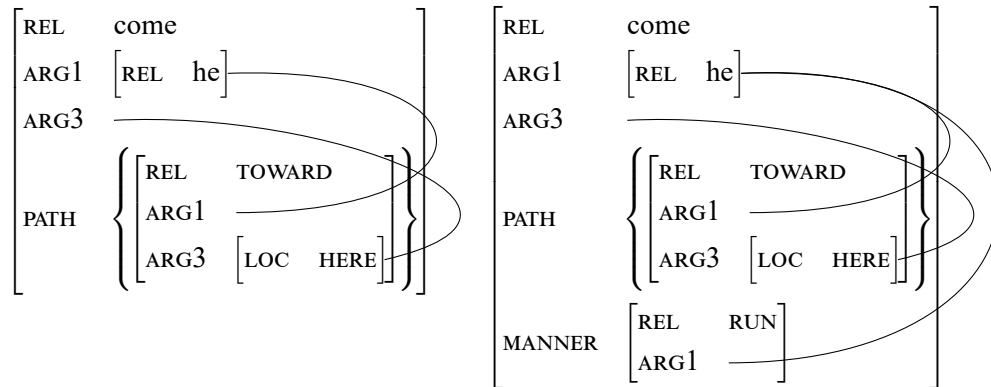 REL come
ARG1 [REL he]
ARG3
PATH { [REL TOWARD
ARG1
ARG3 [LOC HERE]] }
REL come
ARG1 [REL he]
ARG3
PATH { [REL TOWARD
ARG1
ARG3 [LOC HERE]] }
MANNER [REL RUN
ARG1]